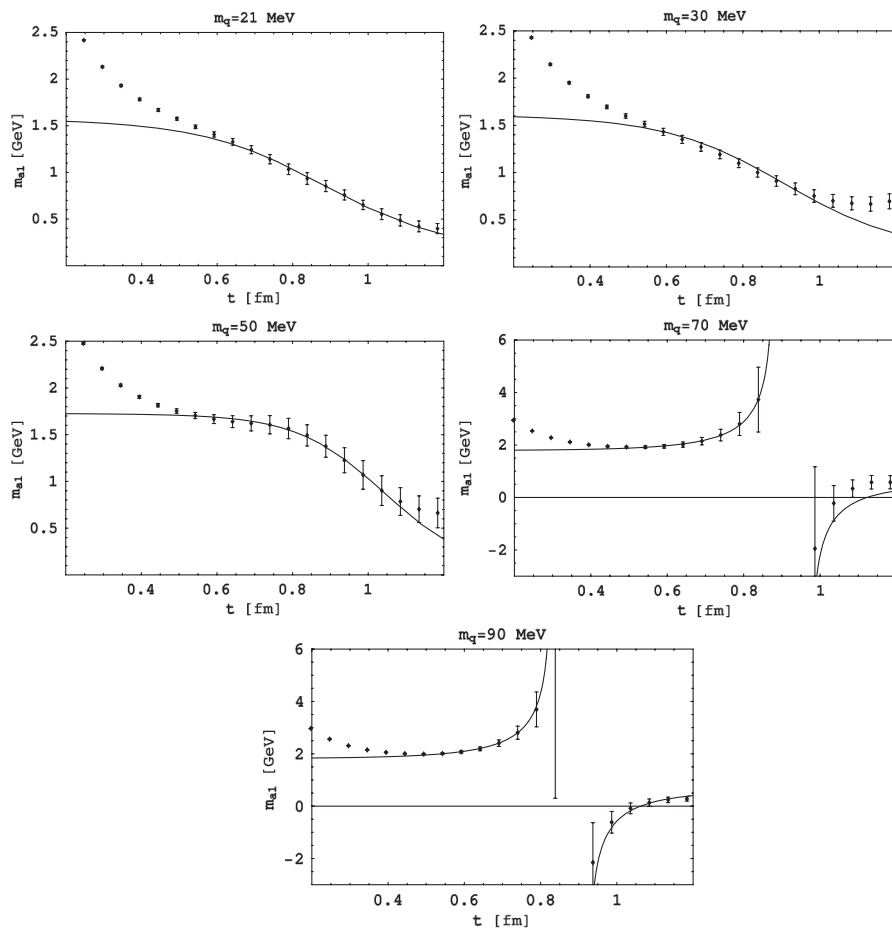 m_q=21 MeV
2.5
2
1.5
1
0.5
m_a1 [GeV]
0.4 0.6 0.8 1
t [fm]
m_q=30 MeV
2.5
2
1.5
1
0.5
m_a1 [GeV]
0.4 0.6 0.8 1
t [fm]
m_q=50 MeV
2.5
2
1.5
1
0.5
m_a1 [GeV]
0.4 0.6 0.8 1
t [fm]
m_q=70 MeV
6
4
2
0
-2
m_a1 [GeV]
0.4 0.6 0.8 1
t [fm]
m_q=90 MeV
6
4
2
0
-2
m_a1 [GeV]
0.4 0.6 0.8 1
t [fm]